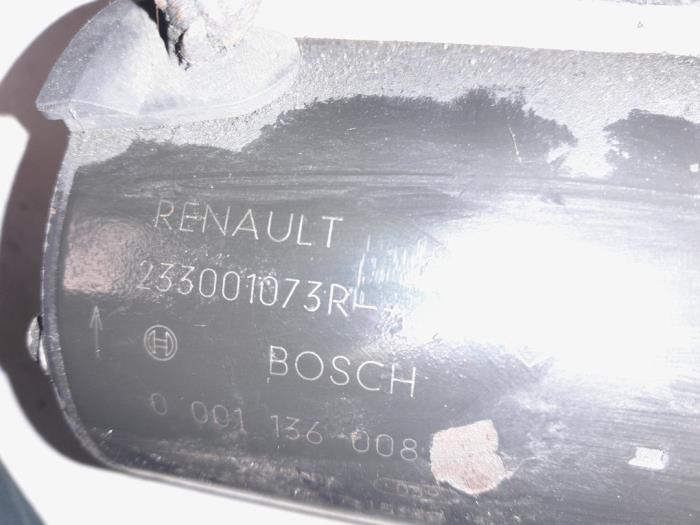 RENAULT
233001073R
BOSCH
0 001 136 008